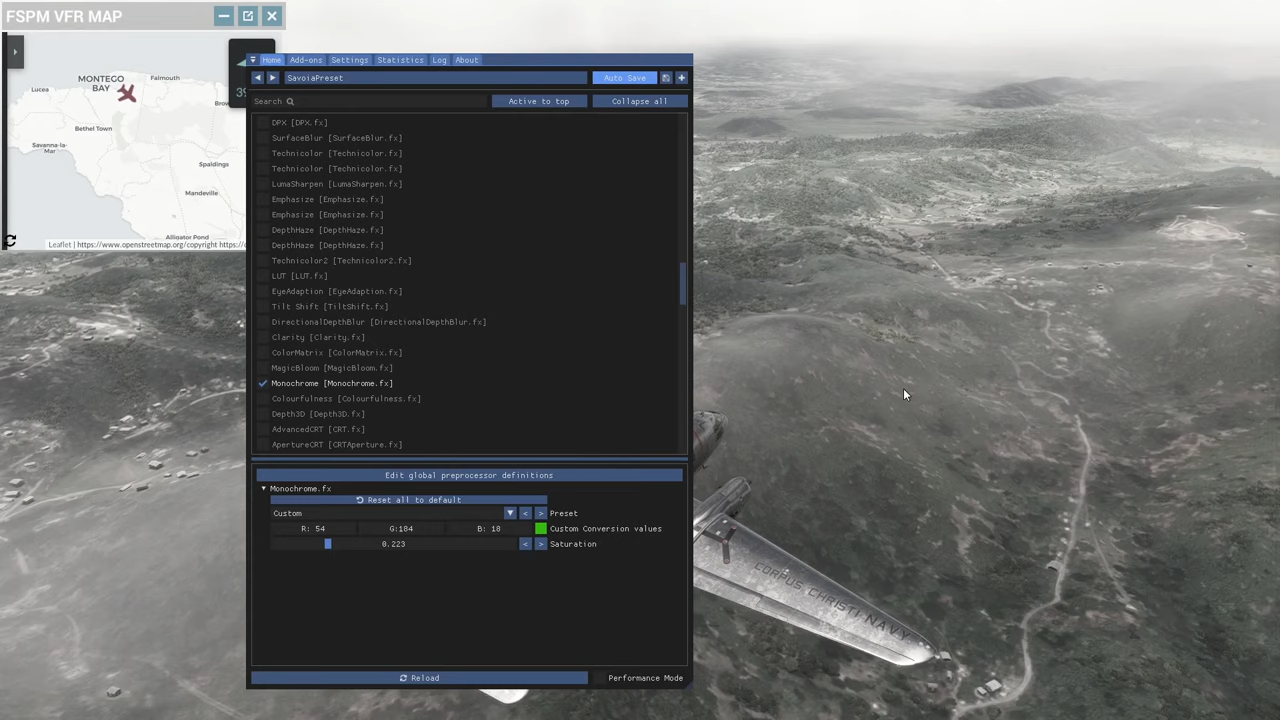 FSPM VFR MAP
MONTEGO
BAY
Falmouth
Lucea
Bethel Town
Savanna-la-
Mar
Spaldings
Mandeville
Alligator Pond
Leaflet | https://www.openstreetmap.org/copyright
Home Add-ons Settings Statistics Log About
SavoiaPreset Auto Save
Search Active to top Collapse all
DPX [DPX.fx]
SurfaceBlur [SurfaceBlur.fx]
Technicolor [Technicolor.fx]
Technicolor [Technicolor.fx]
LumaSharpen [LumaSharpen.fx]
Emphasize [Emphasize.fx]
Emphasize [Emphasize.fx]
DepthHaze [DepthHaze.fx]
DepthHaze [DepthHaze.fx]
Technicolor2 [Technicolor2.fx]
LUT [LUT.fx]
EyeAdaption [EyeAdaption.fx]
Tilt Shift [TiltShift.fx]
DirectionalDepthBlur [DirectionalDepthBlur.fx]
Clarity [Clarity.fx]
ColorMatrix [ColorMatrix.fx]
MagicBloom [MagicBloom.fx]
Monochrome [Monochrome.fx]
Colourfulness [Colourfulness.fx]
Depth3D [Depth3D.fx]
AdvancedCRT [CRT.fx]
ApertureCRT [CRTAperture.fx]
Edit global preprocessor definitions
Monochrome.fx
Reset all to default
Custom < > Preset
R: 54 G:184 B: 18 Custom Conversion values
0.223 < > Saturation
Reload Performance Mode
CORPUS CHRISTI NAVY